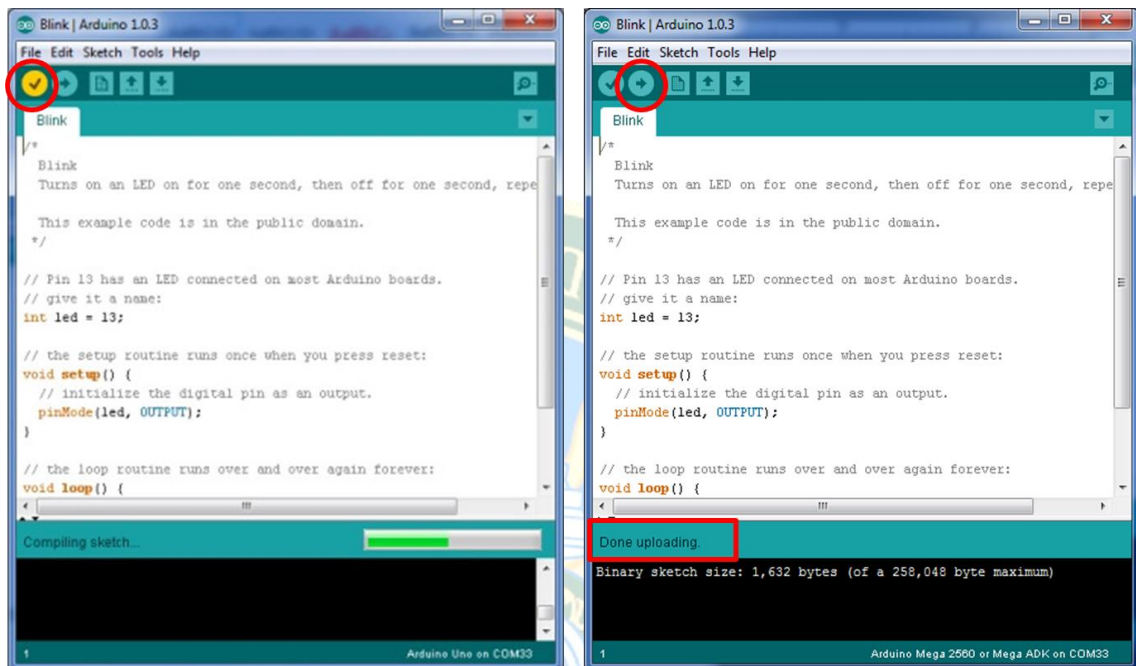 Blink | Arduino 1.0.3
File Edit Sketch Tools Help
Blink
/*
Blink
Turns on an LED on for one second, then off for one second, repe
This example code is in the public domain.
*/
// Pin 13 has an LED connected on most Arduino boards.
// give it a name:
int led = 13;
// the setup routine runs once when you press reset:
void setup() {
// initialize the digital pin as an output.
pinMode(led, OUTPUT);
}
// the loop routine runs over and over again forever:
void loop() {
Compiling sketch...
1
Arduino Uno on COM33
Blink | Arduino 1.0.3
File Edit Sketch Tools Help
Blink
/*
Blink
Turns on an LED on for one second, then off for one second, repe
This example code is in the public domain.
*/
// Pin 13 has an LED connected on most Arduino boards.
// give it a name:
int led = 13;
// the setup routine runs once when you press reset:
void setup() {
// initialize the digital pin as an output.
pinMode(led, OUTPUT);
}
// the loop routine runs over and over again forever:
void loop() {
Done uploading.
Binary sketch size: 1,632 bytes (of a 258,048 byte maximum)
1
Arduino Mega 2560 or Mega ADK on COM33